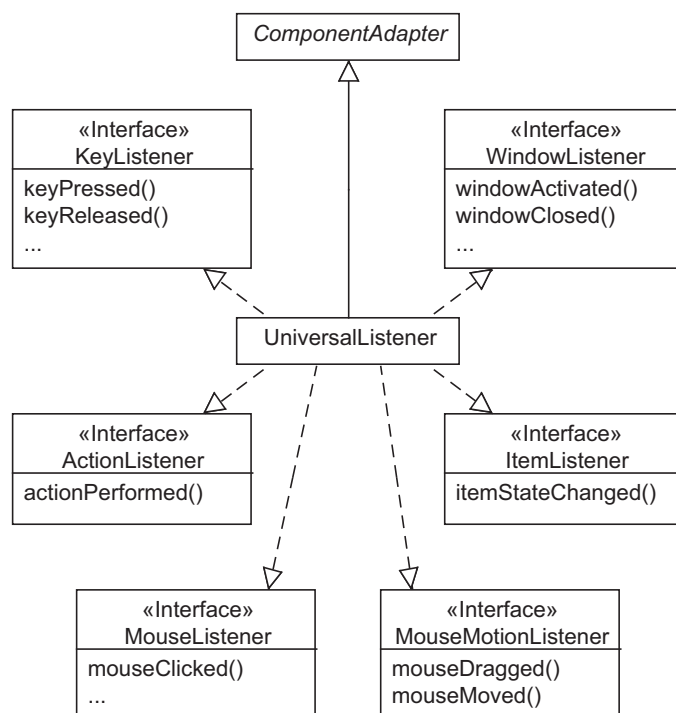 ComponentAdapter
«Interface»
KeyListener
keyPressed()
keyReleased()
...
«Interface»
WindowListener
windowActivated()
windowClosed()
...
UniversalListener
«Interface»
ActionListener
actionPerformed()
«Interface»
ItemListener
itemStateChanged()
«Interface»
MouseListener
mouseClicked()
...
«Interface»
MouseMotionListener
mouseDragged()
mouseMoved()